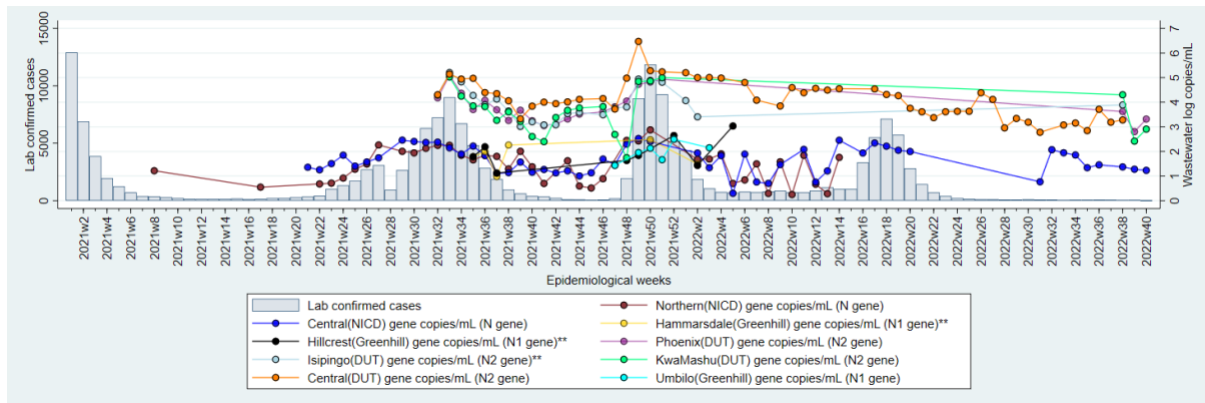 15000
10000
5000
0
Lab confirmed cases
7
6
5
4
3
2
1
0
Wastewater log copies/mL
2021w2
2021w4
2021w6
2021w8
2021w10
2021w12
2021w14
2021w16
2021w18
2021w20
2021w22
2021w24
2021w26
2021w28
2021w30
2021w32
2021w34
2021w36
2021w38
2021w40
2021w42
2021w44
2021w46
2021w48
2021w50
2021w52
2022w2
2022w4
2022w6
2022w8
2022w10
2022w12
2022w14
2022w16
2022w18
2022w20
2022w22
2022w24
2022w26
2022w28
2022w30
2022w32
2022w34
2022w36
2022w38
2022w40
Epidemiological weeks
Lab confirmed cases
Northern(NICD) gene copies/mL (N gene)
Central(NICD) gene copies/mL (N gene)
Hammarsdale(Greenhill) gene copies/mL (N1 gene)**
Hillcrest(Greenhill) gene copies/mL (N1 gene)**
Phoenix(DUT) gene copies/mL (N2 gene)
Isipingo(DUT) gene copies/mL (N2 gene)**
KwaMashu(DUT) gene copies/mL (N2 gene)
Central(DUT) gene copies/mL (N2 gene)
Umbilo(Greenhill) gene copies/mL (N1 gene)